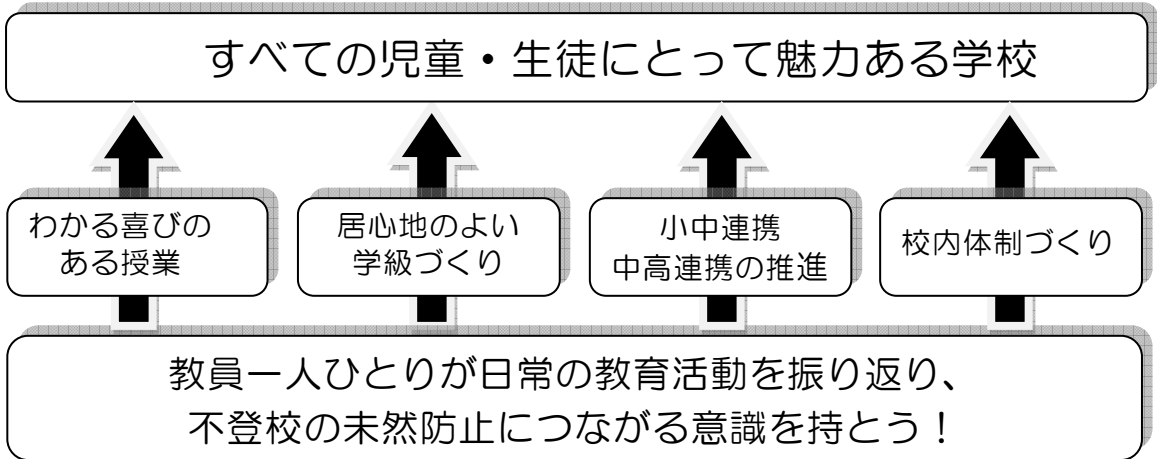 すべての児童・生徒にとって魅力ある学校
わかる喜びの
ある授業
居心地のよい
学級づくり
小中連携
中高連携の推進
校内体制づくり
教員一人ひとりが日常の教育活動を振り返り、
不登校の未然防止につながる意識を持とう！